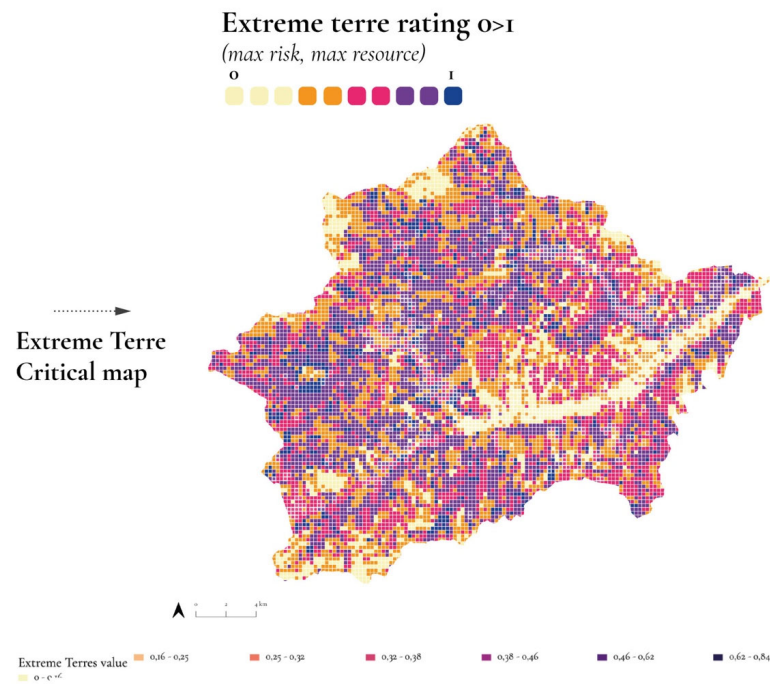 Extreme terre rating 0>1
(max risk, max resource)
0 1
Extreme Terre
Critical map
0 2 4 km
Extreme Terres value
0,16 - 0,25
0,25 - 0,32
0,32 - 0,38
0,38 - 0,46
0,46 - 0,62
0,62 - 0,84